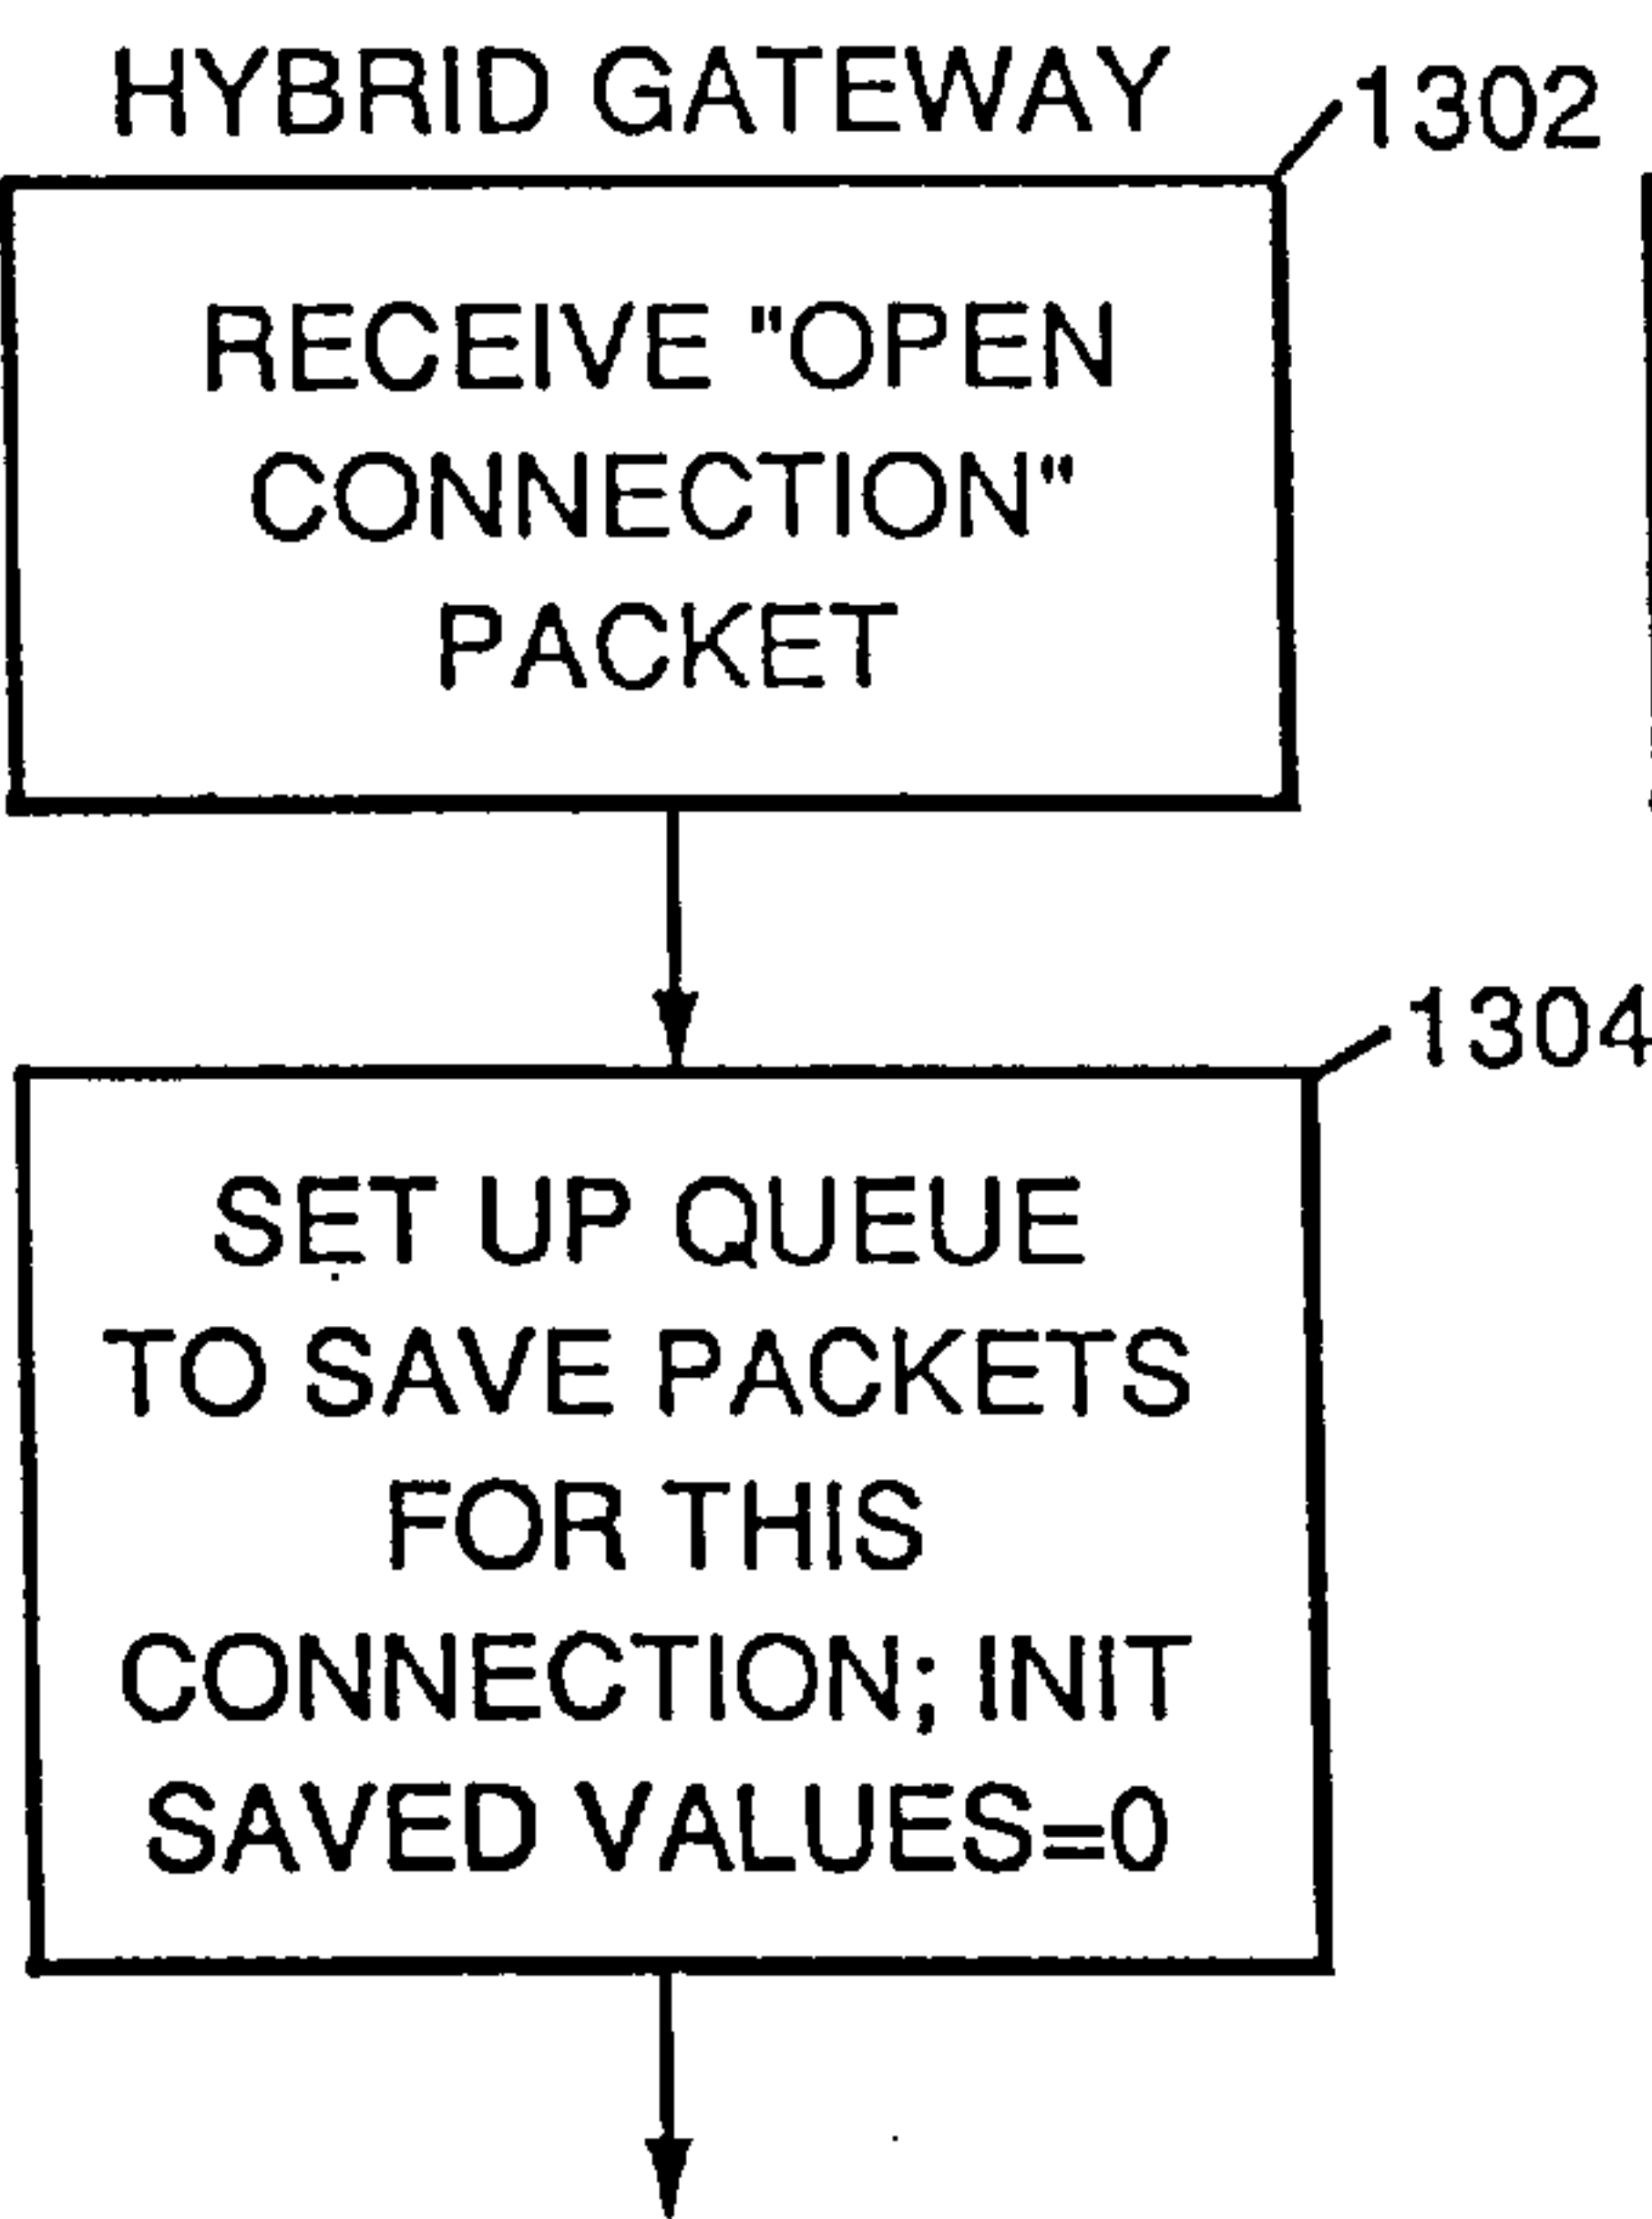 HYBRID GATEWAY
1302
RECEIVE "OPEN
CONNECTION"
PACKET
1304
SET UP QUEUE
TO SAVE PACKETS
FOR THIS
CONNECTION; INIT
SAVED VALUES=0